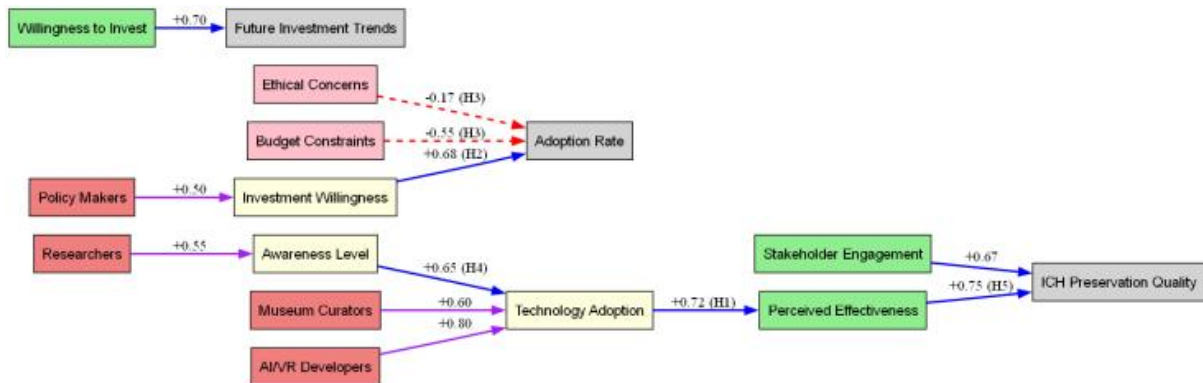 Willingness to Invest
+0.70
Future Investment Trends
Ethical Concerns
-0.17 (H3)
Budget Constraints
-0.55 (H3)
Adoption Rate
+0.68 (H2)
Policy Makers
+0.50
Investment Willingness
Researchers
+0.55
Awareness Level
+0.65 (H4)
Museum Curators
+0.60
Technology Adoption
+0.80
AI/VR Developers
+0.72 (H1)
Stakeholder Engagement
+0.67
Perceived Effectiveness
+0.75 (H5)
ICH Preservation Quality